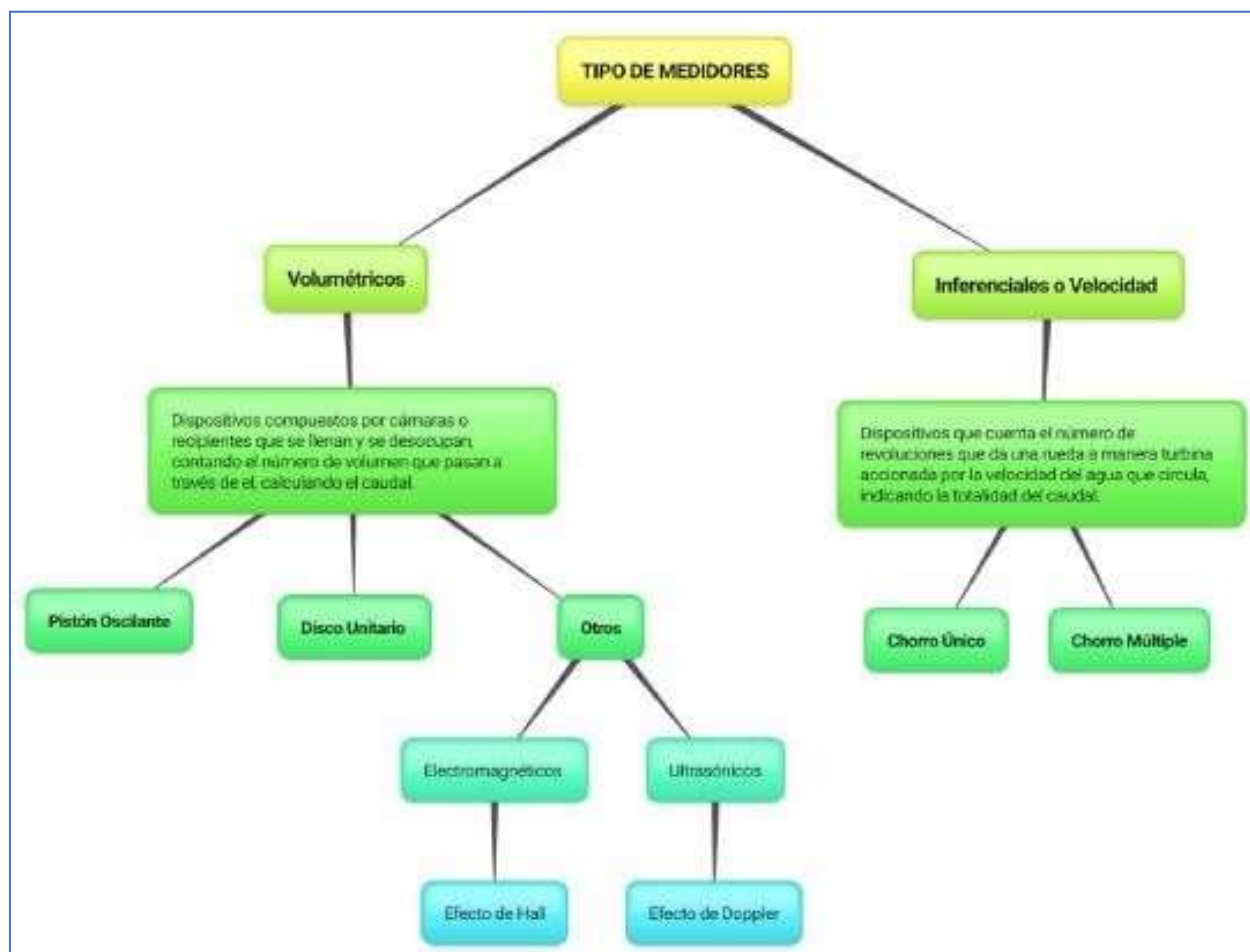 TIPO DE MEDIDORES
Volumétricos
Inferenciales o Velocidad
Dispositivos compuestos por cámaras o
recipientes que se llenan y se desocupan,
contando el número de volumen que pasan a
través de el, calculando el caudal.
Dispositivos que cuenta el número de
revoluciones que da una rueda a manera turbina
accionada por la velocidad del agua que circula,
indicando la totalidad del caudal.
Pistón Oscilante
Disco Unitario
Otros
Chorro Único
Chorro Múltiple
Electromagnéticos
Ultrasónicos
Efecto de Hall
Efecto de Doppler